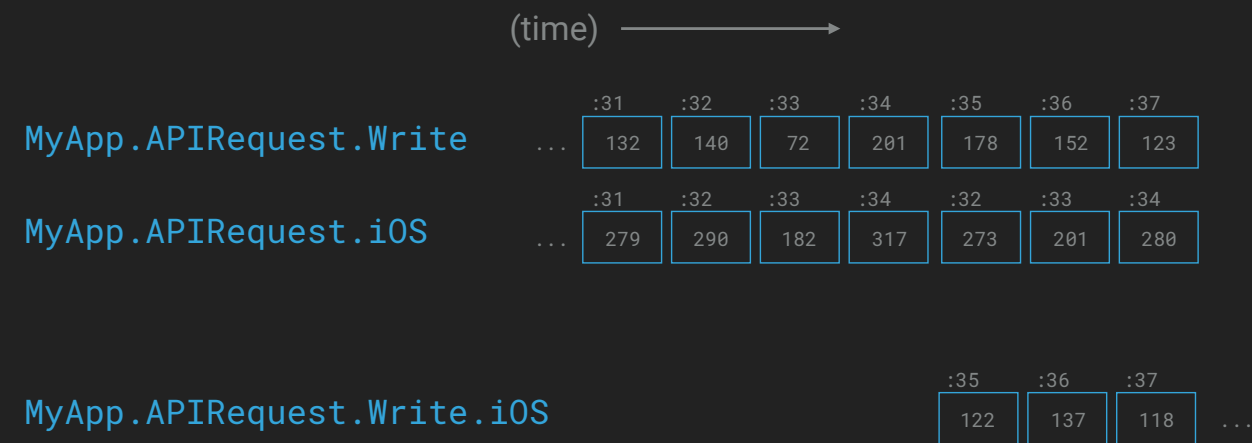 (time)
:31 :32 :33 :34 :35 :36 :37
MyApp.APIRequest.Write ... 132 140 72 201 178 152 123
:31 :32 :33 :34 :32 :33 :34
MyApp.APIRequest.iOS ... 279 290 182 317 273 201 280
:35 :36 :37
MyApp.APIRequest.Write.iOS 122 137 118 ...